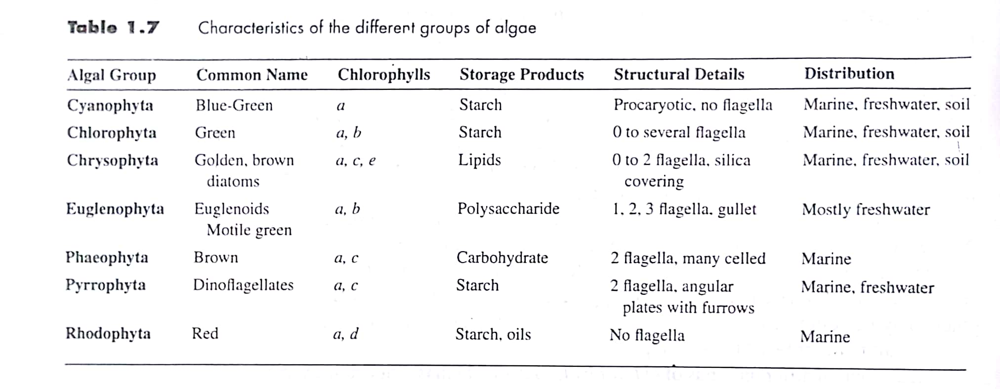 Table 1.7 Characteristics of the different groups of algae
Algal Group Common Name Chlorophylls Storage Products Structural Details Distribution
Cyanophyta Blue-Green a Starch Procaryotic, no flagella Marine, freshwater, soil
Chlorophyta Green a, b Starch 0 to several flagella Marine, freshwater, soil
Chrysophyta Golden, brown a, c, e Lipids 0 to 2 flagella, silica Marine, freshwater, soil
diatoms covering
Euglenophyta Euglenoids a, b Polysaccharide 1, 2, 3 flagella, gullet Mostly freshwater
Motile green
Phaeophyta Brown a, c Carbohydrate 2 flagella, many celled Marine
Pyrrophyta Dinoflagellates a, c Starch 2 flagella, angular Marine, freshwater
plates with furrows
Rhodophyta Red a, d Starch, oils No flagella Marine